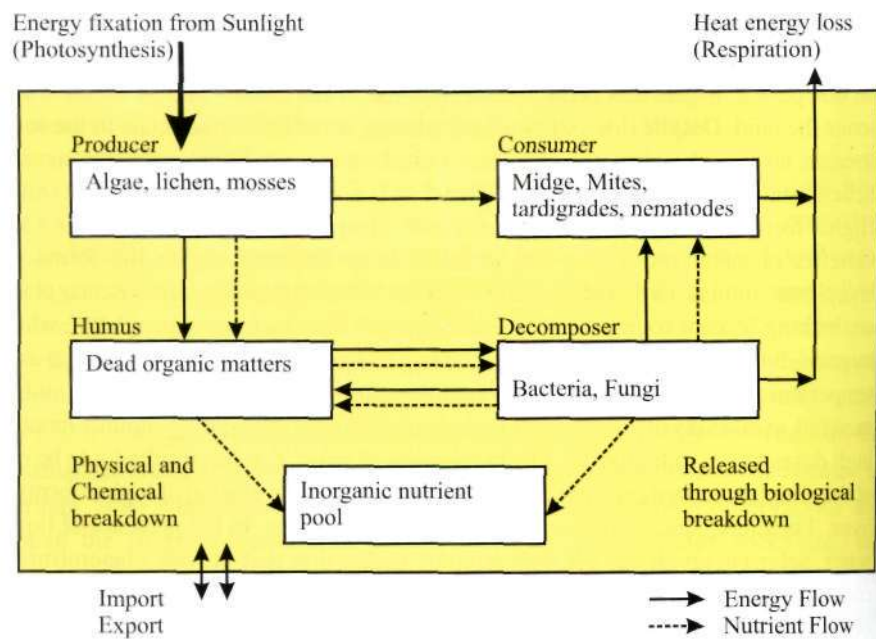 Energy fixation from Sunlight
(Photosynthesis)
Heat energy loss
(Respiration)
Producer
Algae, lichen, mosses
Consumer
Midge, Mites,
tardigrades, nematodes
Humus
Dead organic matters
Decomposer
Bacteria, Fungi
Physical and
Chemical
breakdown
Inorganic nutrient
pool
Released
through biological
breakdown
Import
Export
Energy Flow
Nutrient Flow